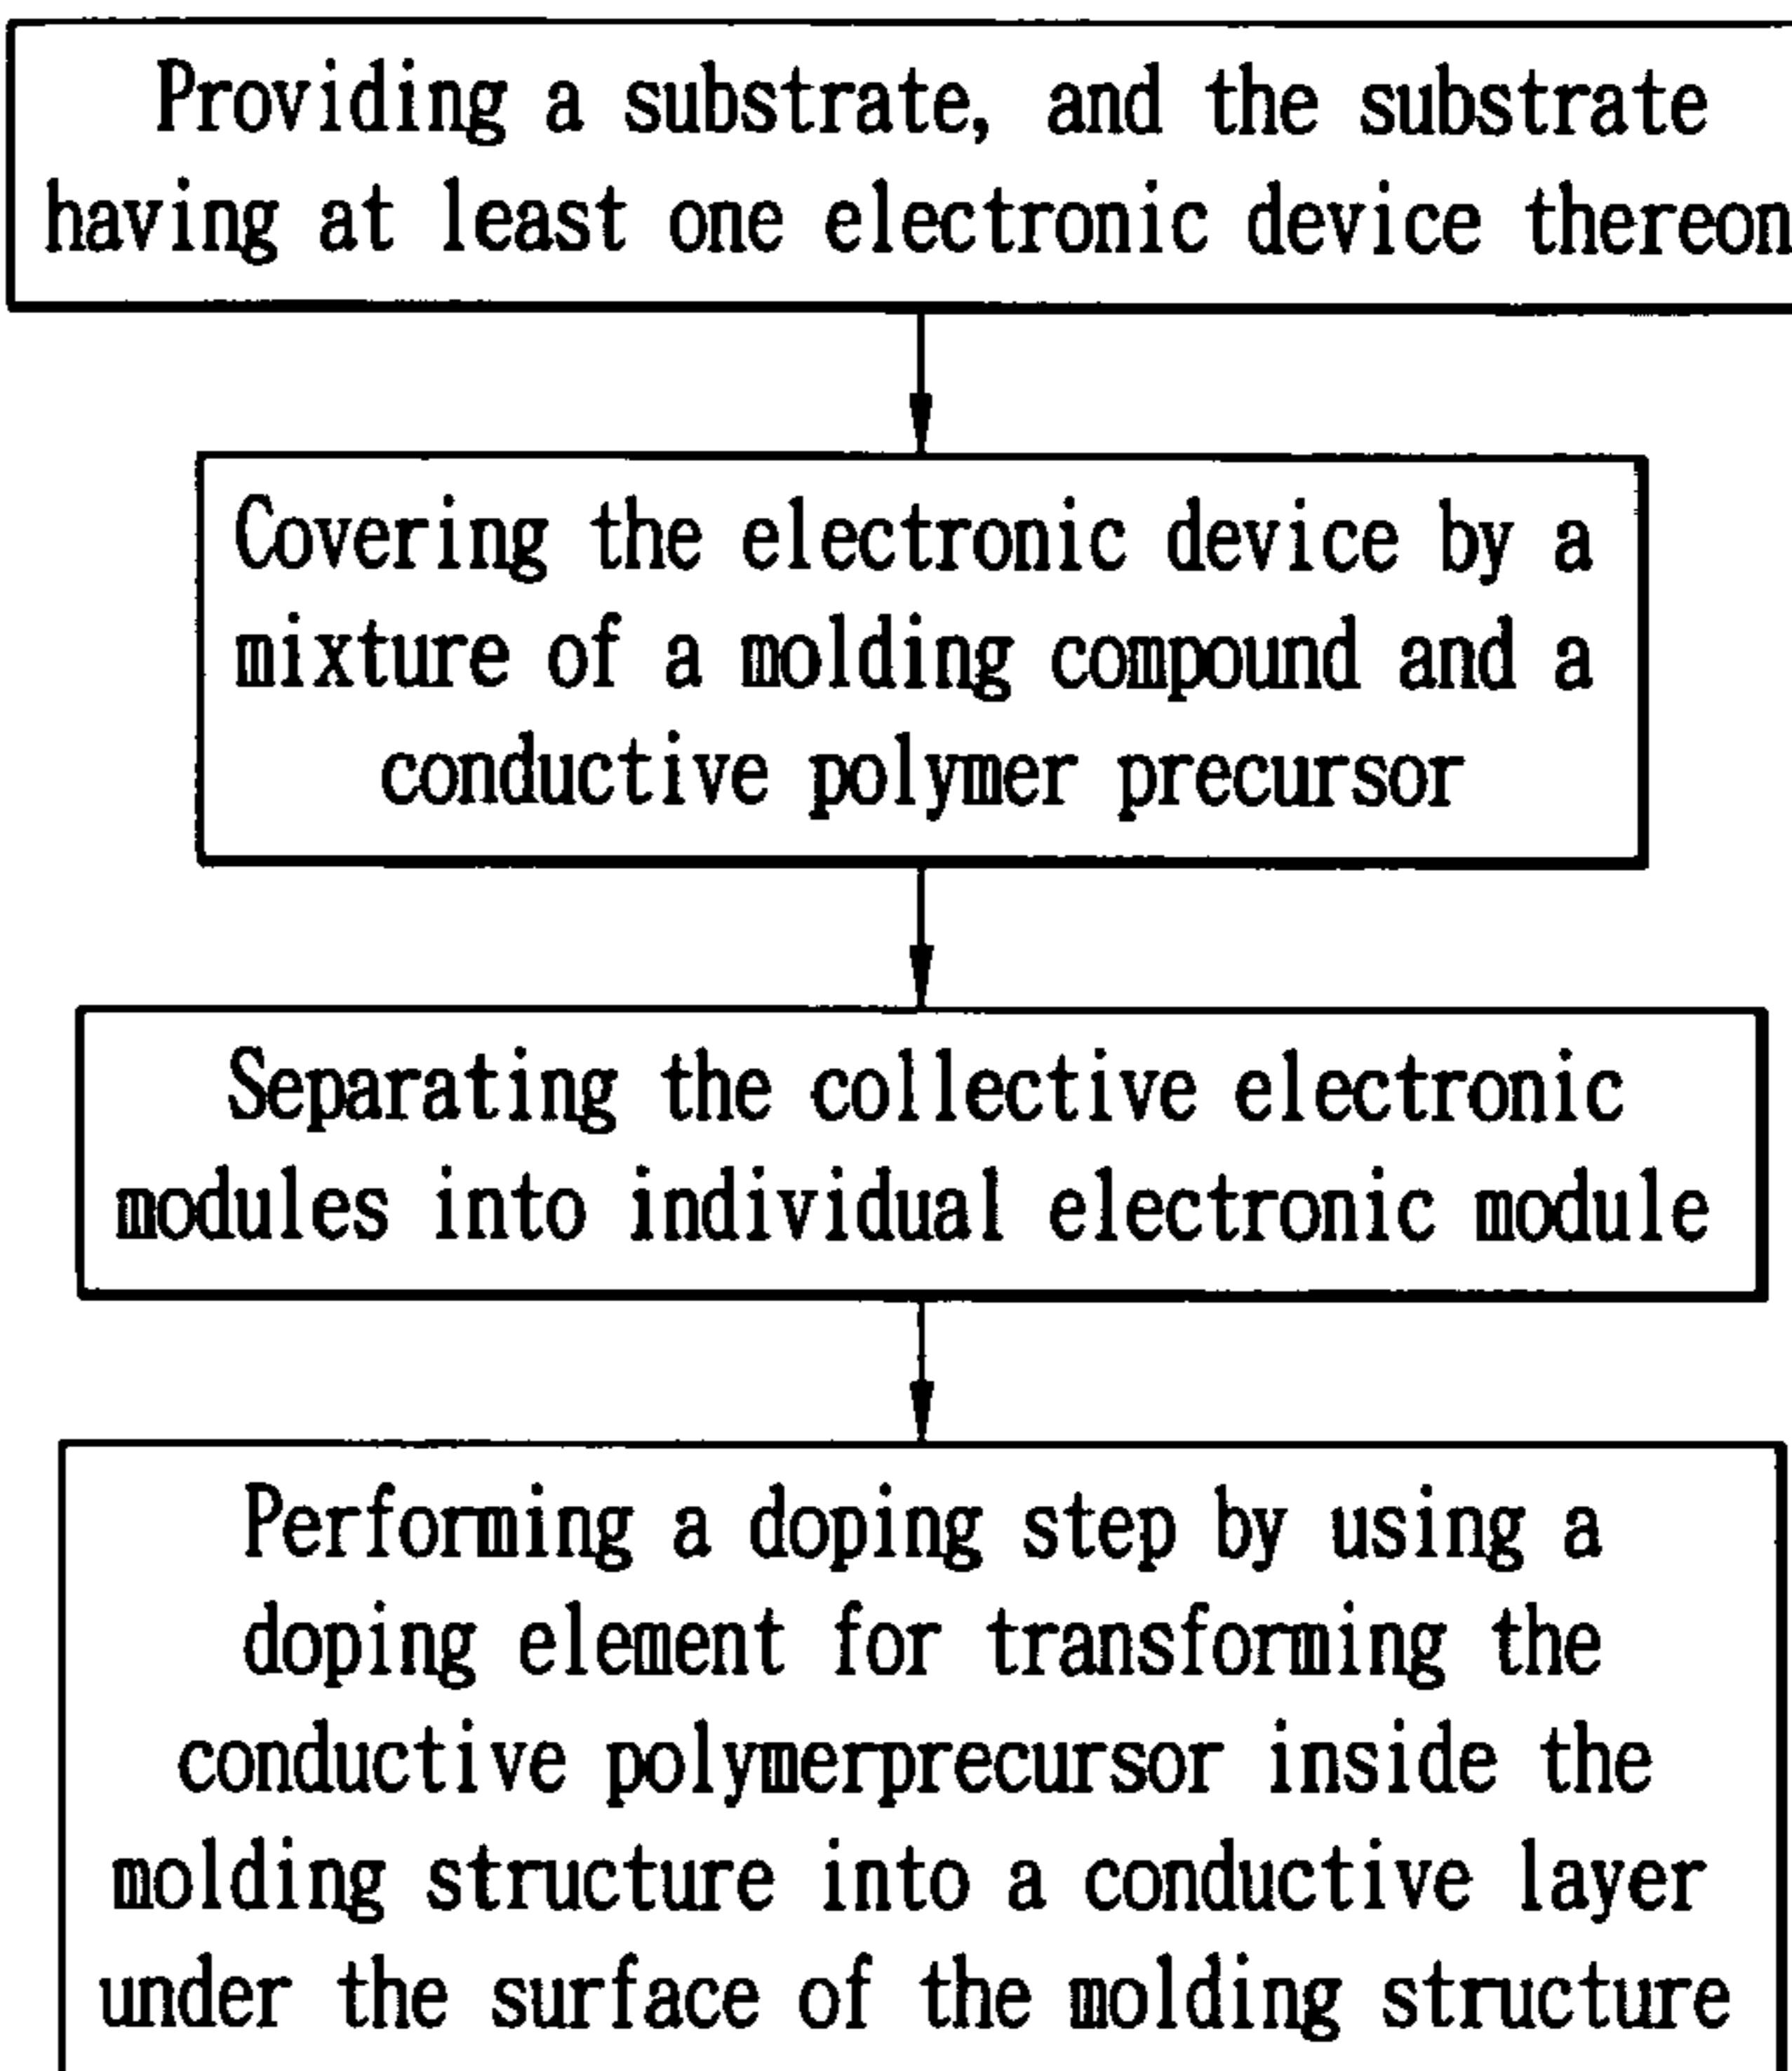 Providing a substrate, and the substrate
having at least one electronic device thereon
Covering the electronic device by a
mixture of a molding compound and a
conductive polymer precursor
Separating the collective electronic
modules into individual electronic module
Performing a doping step by using a
doping element for transforming the
conductive polymerprecursor inside the
molding structure into a conductive layer
under the surface of the molding structure